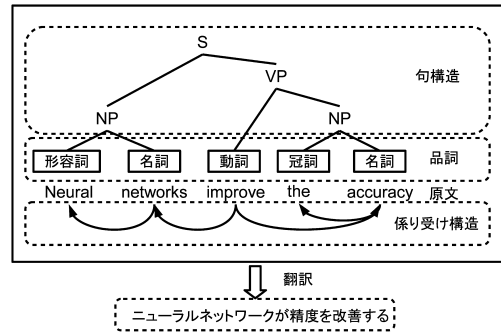 S
VP
句構造
NP
NP
形容詞 名詞 動詞 冠詞 名詞 品詞
Neural networks improve the accuracy 原文
係り受け構造
翻訳
ニューラルネットワークが精度を改善する